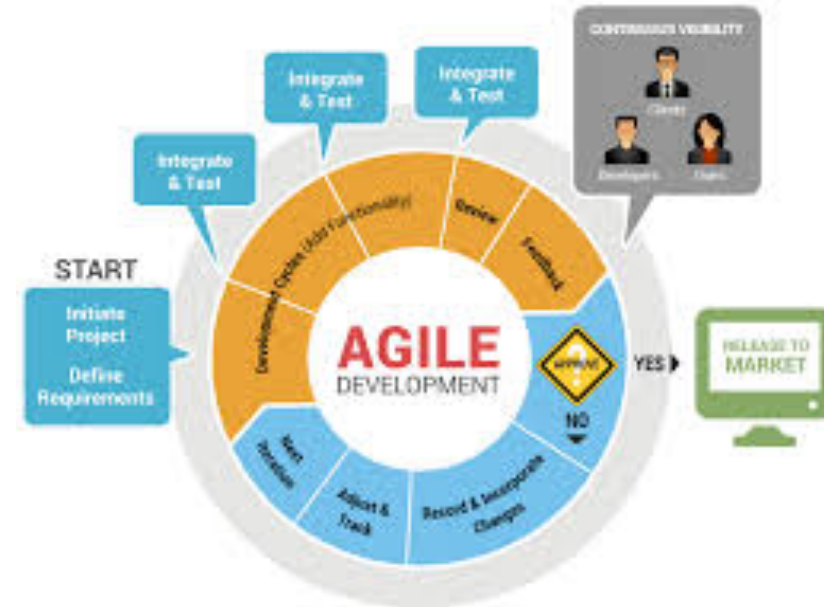 CONTINUOUS VISIBILITY
Clients
Developers
Users
Integrate
& Test
Integrate
& Test
Integrate
& Test
START
Initiate
Project
Define
Requirements
Development Cycles (Add Functionality)
Review
Feedback
AGILE
DEVELOPMENT
APPROVE
?
YES
NO
RELEASE TO
MARKET
Record & Incorporate
Changes
Adjust &
Track
Next
Iteration